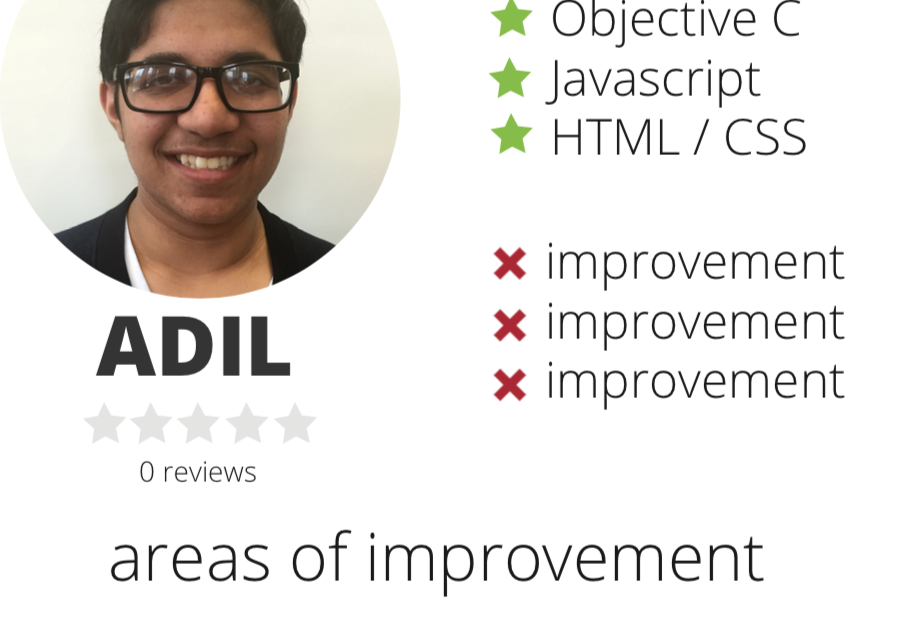 Objective C
Javascript
HTML / CSS
improvement
improvement
improvement
ADIL
0 reviews
areas of improvement